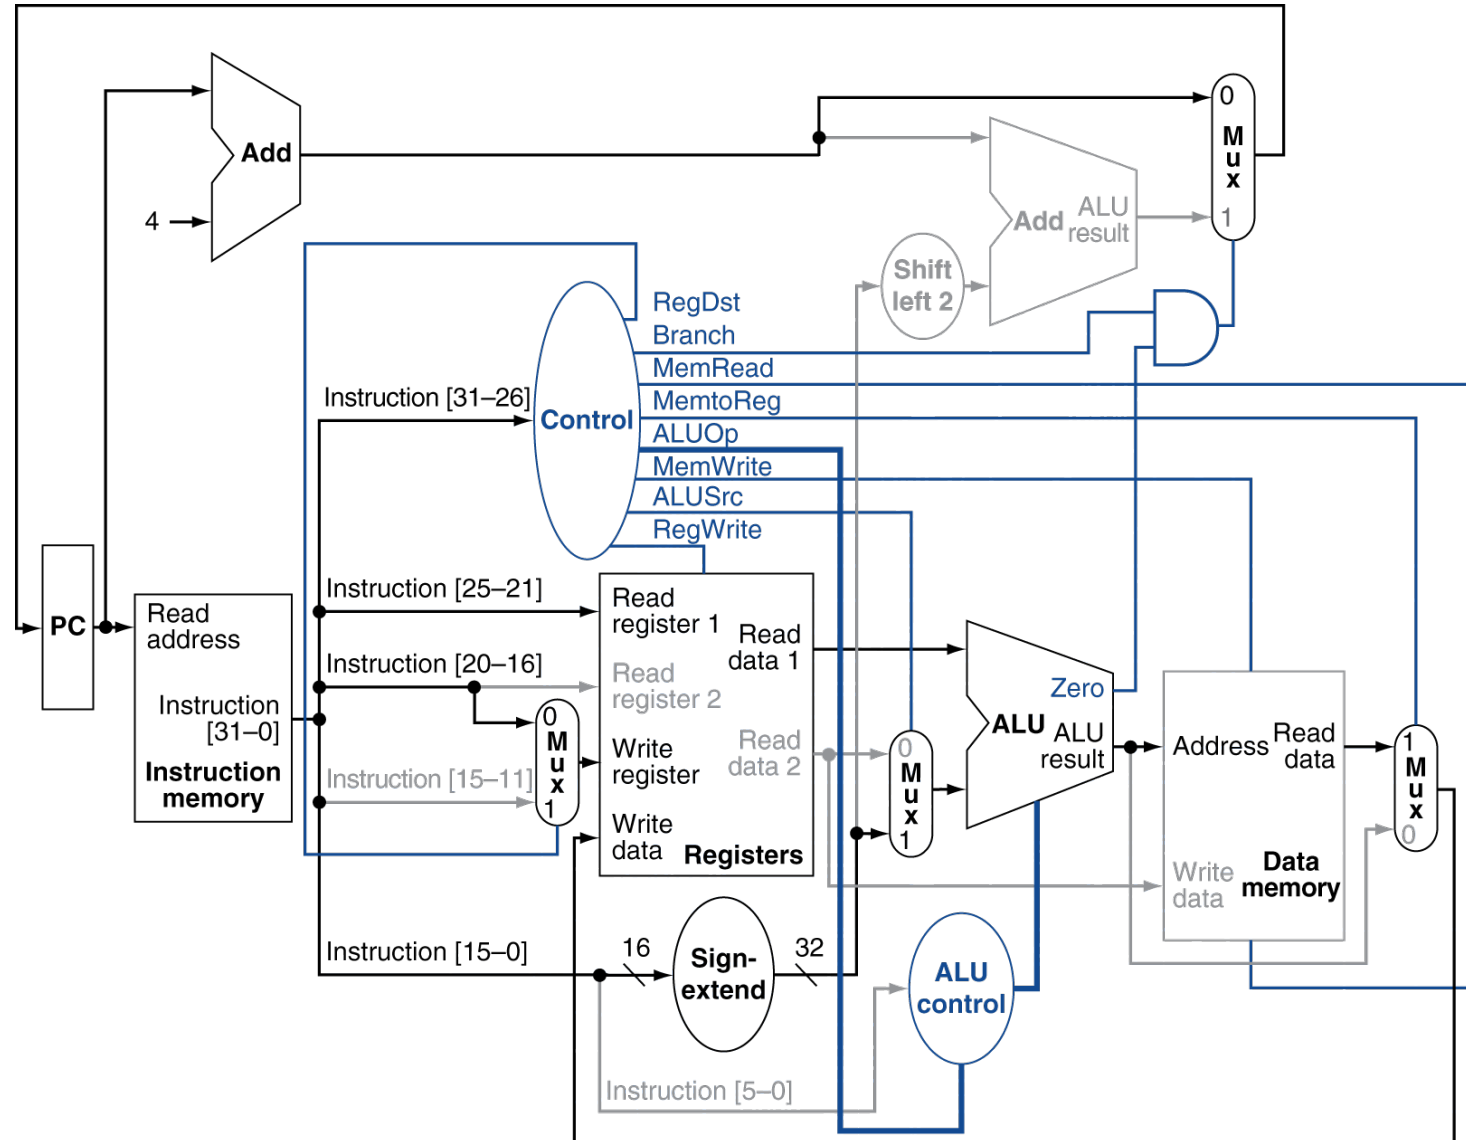 0
M
u
x
1
Add
4
Add
ALU
result
Shift
left 2
RegDst
Branch
MemRead
MemtoReg
ALUOp
MemWrite
ALUSrc
RegWrite
Control
Instruction [31–26]
Instruction [25–21]
Instruction [20–16]
Instruction [15–11]
Instruction [15–0]
Instruction [5–0]
PC
Read
address
Instruction
[31–0]
Instruction
memory
0
M
u
x
1
Read
register 1
Read
register 2
Write
register
Write
data
Read
data 1
Read
data 2
Registers
16
Sign-
extend
32
0
M
u
x
1
Zero
ALU
ALU
result
ALU
control
Address
Read
data
Write
data
Data
memory
1
M
u
x
0